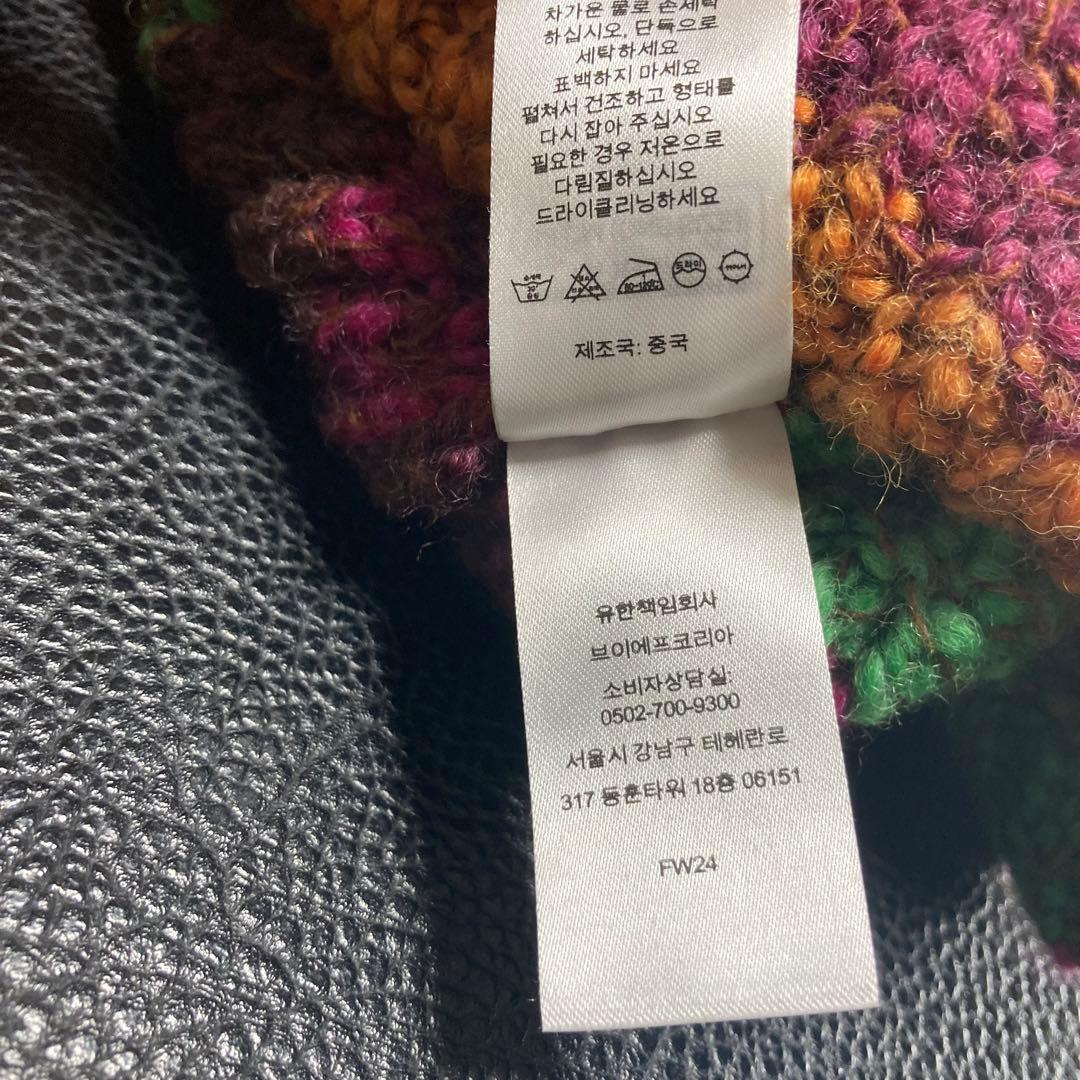 차가운 물로 손세탁
하십시오, 단독으로
세탁하세요
표백하지 마세요
펼쳐서 건조하고 형태를
다시 잡아 주십시오
필요한 경우 저온으로
다림질하십시오
드라이클리닝하세요
80-120℃ 드라이
제조국: 중국
유한책임회사
브이에프코리아
소비자상담실:
0502-700-9300
서울시 강남구 테헤란로
317 동훈타워 18층 06151
FW24